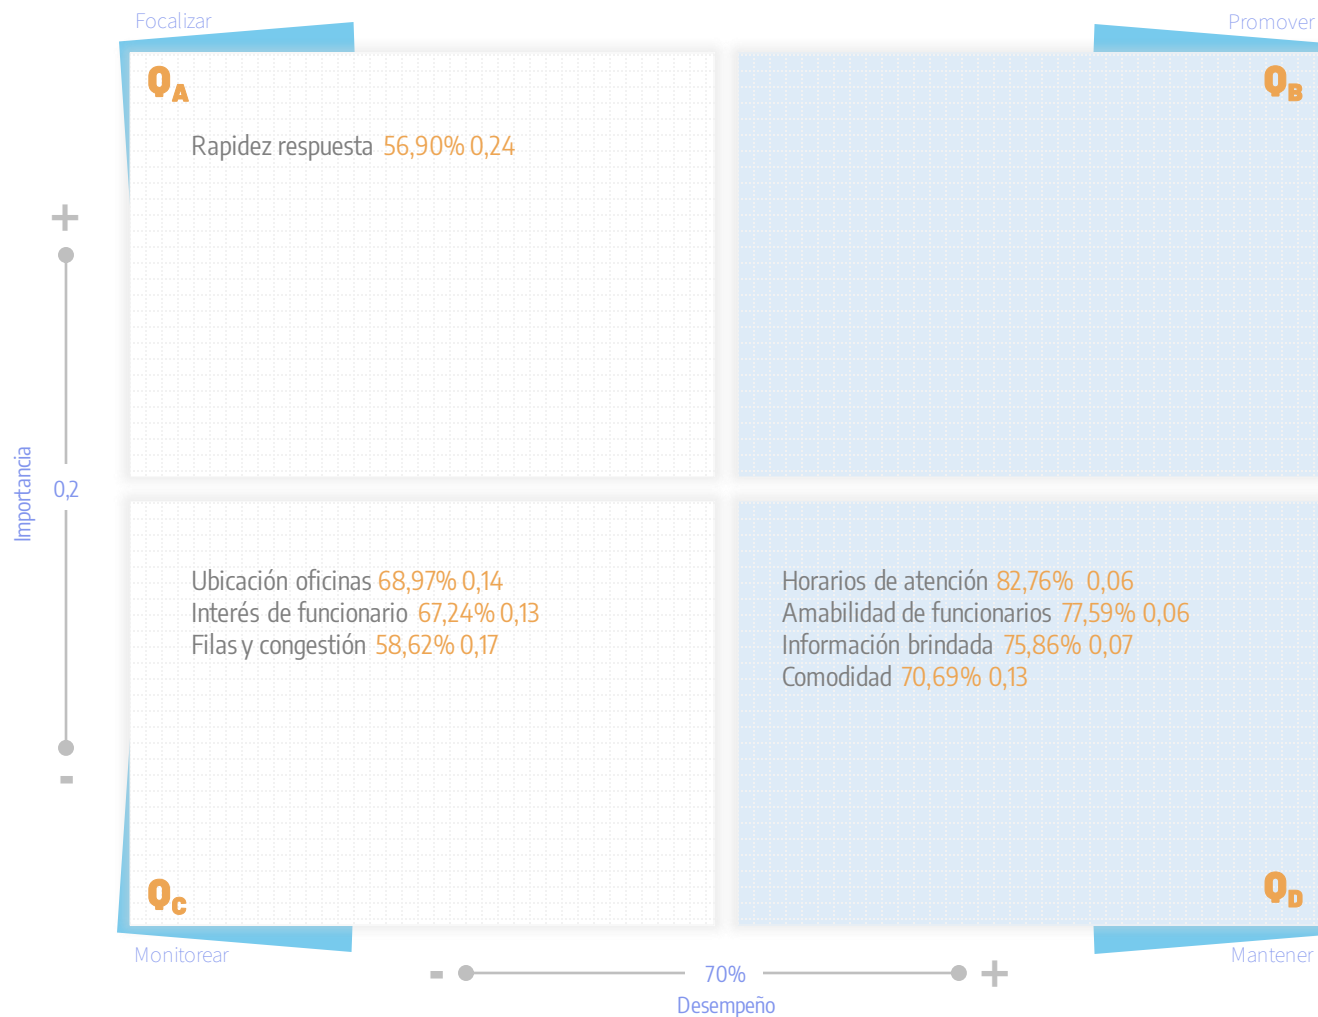 Focalizar
Promover
QA
QB
Rapidez respuesta 56,90% 0,24
+
Importancia
0,2
-
Ubicación oficinas 68,97% 0,14
Interés de funcionario 67,24% 0,13
Filas y congestión 58,62% 0,17
Horarios de atención 82,76% 0,06
Amabilidad de funcionarios 77,59% 0,06
Información brindada 75,86% 0,07
Comodidad 70,69% 0,13
QC
QD
Monitorear
Mantener
- 70% +
Desempeño